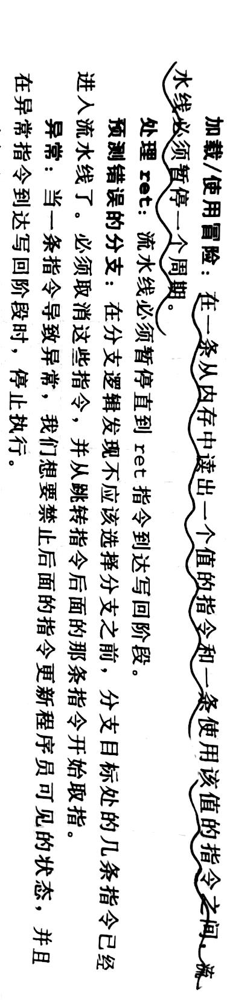 加载/使用冒险：在一条从内存中读出一个值的指令和一条使用该值的指令之间，流
水线必须暂停一个周期。
处理 ret：流水线必须暂停直到 ret 指令到达写回阶段。
预测错误的分支：在分支逻辑发现不应该选择分支之前，分支目标处的几条指令已经
进入流水线了。必须取消这些指令，并从跳转指令后面的那条指令开始取指。
异常：当一条指令导致异常，我们想要禁止后面的指令更新程序员可见的状态，并且
在异常指令到达写回阶段时，停止执行。